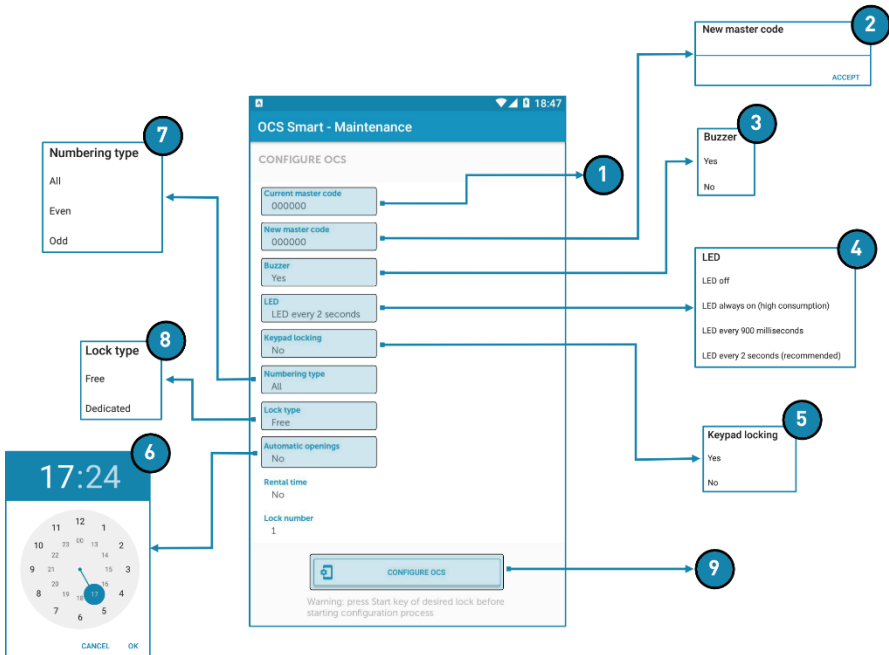 2
New master code
ACCEPT
3
Buzzer
Yes
No
7
Numbering type
All
Even
Odd
18:47
OCS Smart - Maintenance
CONFIGURE OCS
1
Current master code
000000
New master code
000000
Buzzer
Yes
LED
LED every 2 seconds
Keypad locking
No
Numbering type
All
Lock type
Free
Automatic openings
No
Rental time
No
Lock number
1
CONFIGURE OCS
Warning: press Start key of desired lock before
starting configuration process
4
LED
LED off
LED always on (high consumption)
LED every 900 milliseconds
LED every 2 seconds (recommended)
8
Lock type
Free
Dedicated
5
Keypad locking
Yes
No
6
17:24
12
11 1
00
23 13
10 2
22 14
9 21 15 3
20 16
8 4
19 17
18
7 5
6
CANCEL OK
9